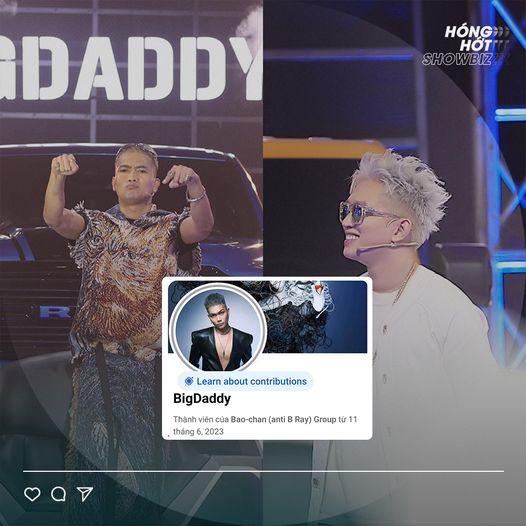 GDADDY
HÓNG
HỚT
SHOWBIZ
R
Learn about contributions
BigDaddy
Thành viên của Bao-chan (anti B Ray) Group từ 11
tháng 6, 2023